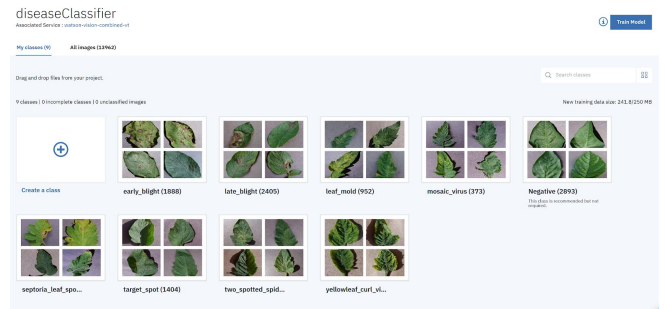 diseaseClassifier
Associated Service : watson-vision-combined-rt
Train Model
My classes (9)
All images (13962)
Drag and drop files from your project.
Search classes
9 classes | 0 incomplete classes | 0 unclassified images
New training data size: 241.8/250 MB
Create a class
early_blight (1888)
late_blight (2405)
leaf_mold (952)
mosaic_virus (373)
Negative (2893)
This class is recommended but not
required.
septoria_leaf_spo...
target_spot (1404)
two_spotted_spid...
yellowleaf_curl_vi...